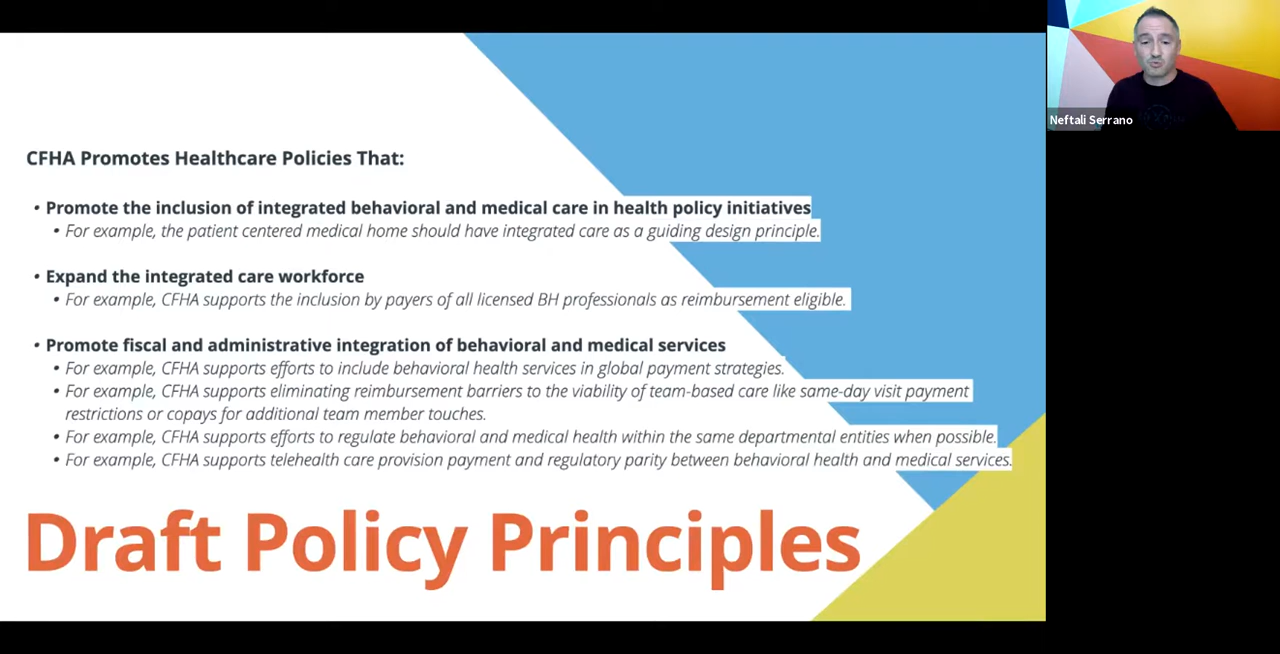 CFHA Promotes Healthcare Policies That:
• Promote the inclusion of integrated behavioral and medical care in health policy initiatives
• For example, the patient centered medical home should have integrated care as a guiding design principle.
• Expand the integrated care workforce
• For example, CFHA supports the inclusion by payers of all licensed BH professionals as reimbursement eligible.
• Promote fiscal and administrative integration of behavioral and medical services
• For example, CFHA supports efforts to include behavioral health services in global payment strategies.
• For example, CFHA supports eliminating reimbursement barriers to the viability of team-based care like same-day visit payment
restrictions or copays for additional team member touches.
• For example, CFHA supports efforts to regulate behavioral and medical health within the same departmental entities when possible.
• For example, CFHA supports telehealth care provision payment and regulatory parity between behavioral health and medical services.
Draft Policy Principles
Neftali Serrano